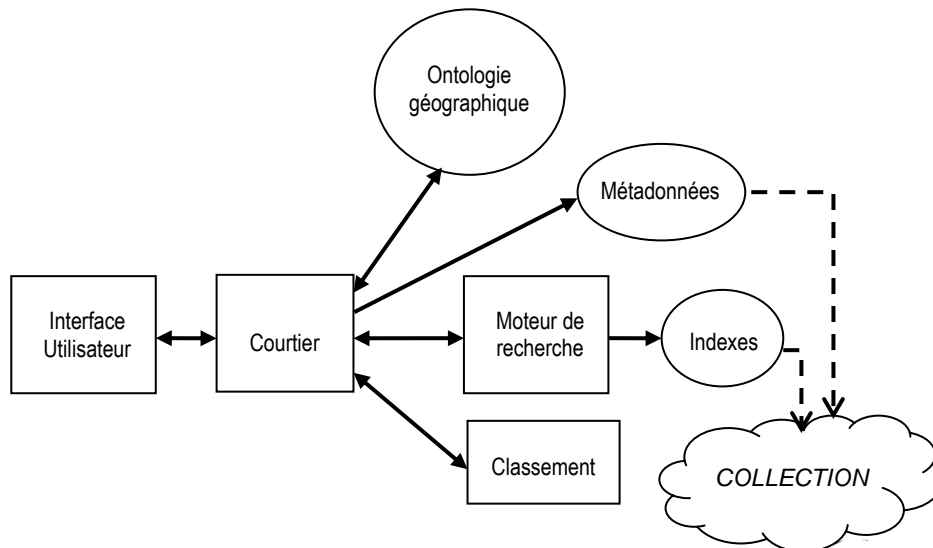 Ontologie
géographique
Métadonnées
Interface
Utilisateur
Courtier
Moteur de
recherche
Indexes
Classement
COLLECTION